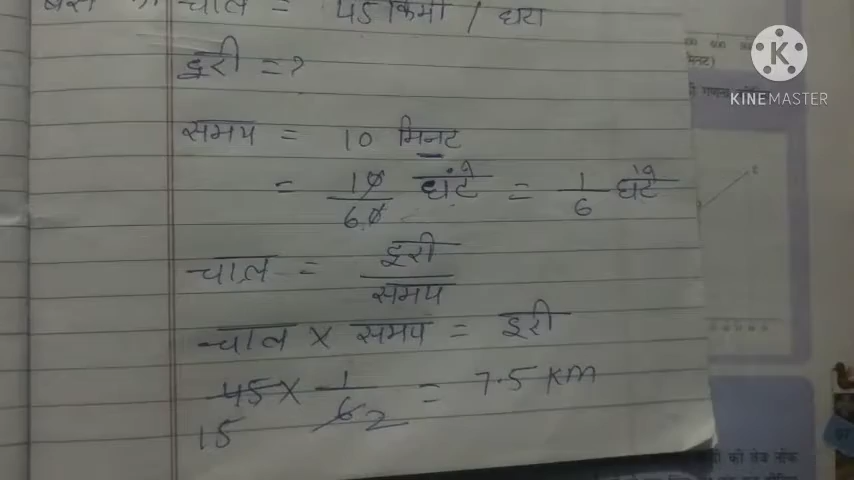 चाल = 45 किमी / घंटा
दूरी = ?
समय = 10 मिनट
= 10/60 घंटे = 1/6 घंटे
चाल = दूरी/समय
चाल × समय = दूरी
45 × 1/6 = 7.5 KM
15 2
KINEMASTER
की तेज नोंक